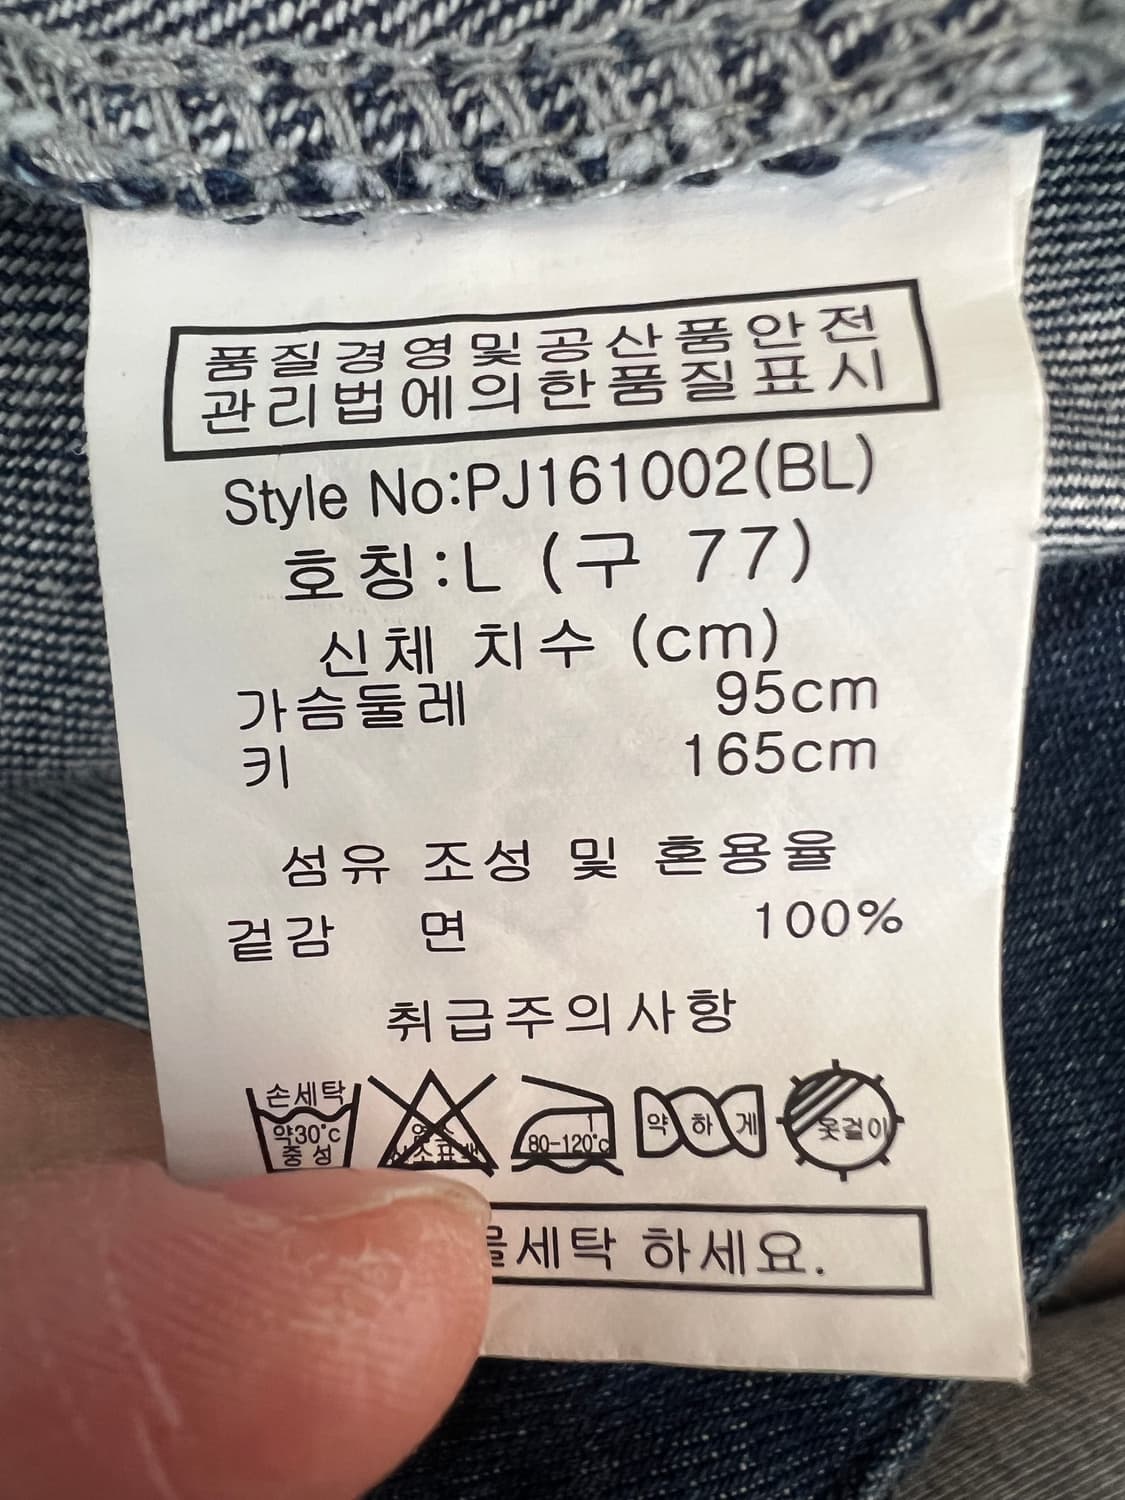 품질경영및공산품안전
관리법에의한품질표시
Style No:PJ161002(BL)
호칭:L (구 77)
신체 치수 (cm)
가슴둘레 95cm
키 165cm
섬유 조성 및 혼용율
겉감 면 100%
취급주의사항
손세탁
약30℃
중성
80-120℃
약하게
옷걸이
세탁 하세요.